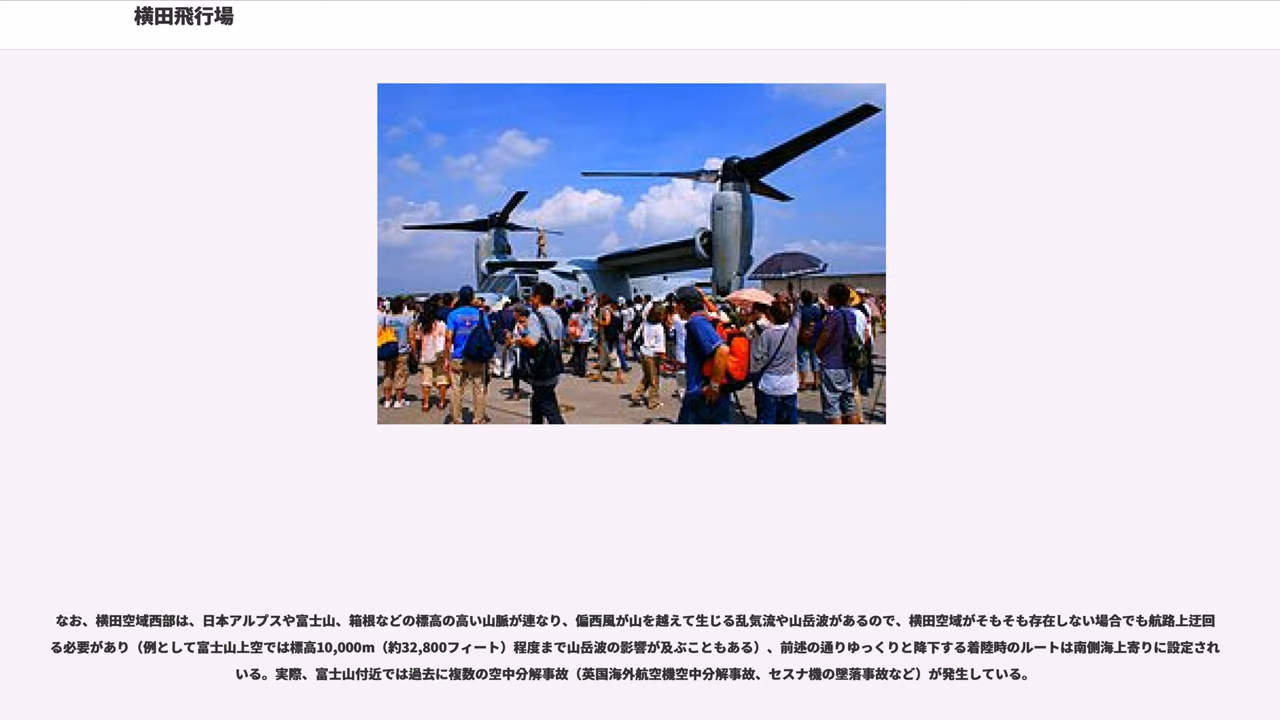 横田飛行場
なお、横田空域西部は、日本アルプスや富士山、箱根などの標高の高い山脈が連なり、偏西風が山を越えて生じる乱気流や山岳波があるので、横田空域がそもそも存在しない場合でも航路上迂回
る必要があり（例として富士山上空では標高10,000m（約32,800フィート）程度まで山岳波の影響が及ぶこともある）、前述の通りゆっくりと降下する着陸時のルートは南側海上寄りに設定され
いる。実際、富士山付近では過去に複数の空中分解事故（英国海外航空機空中分解事故、セスナ機の墜落事故など）が発生している。